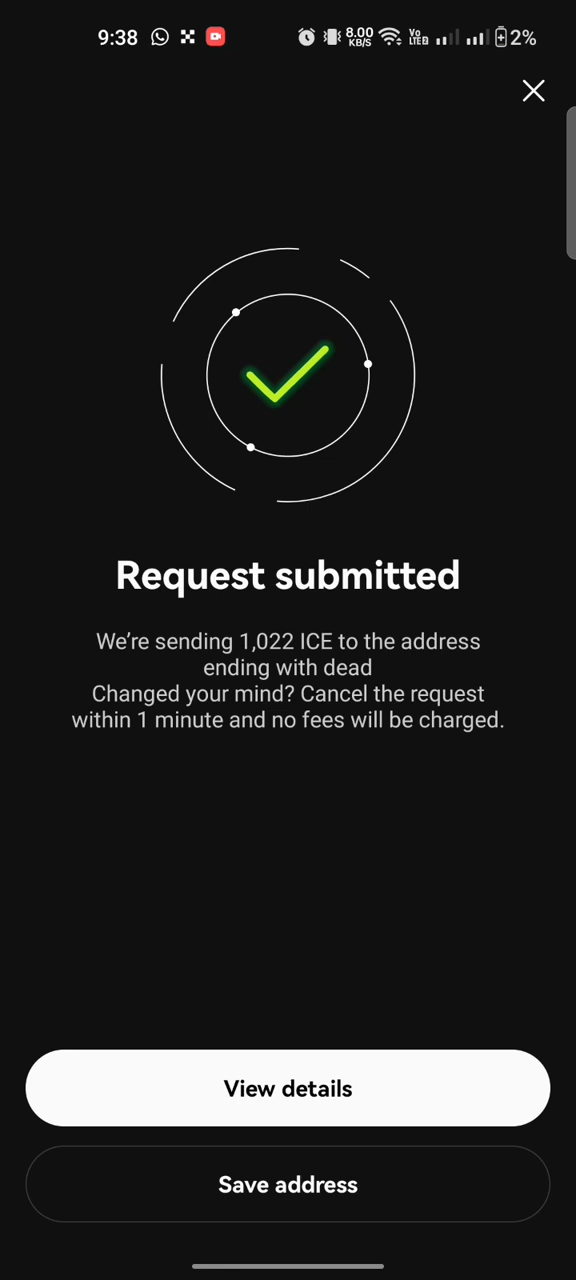 9:38
8.00
KB/S
Vo
LTE2
2%
Request submitted
We’re sending 1,022 ICE to the address
ending with dead
Changed your mind? Cancel the request
within 1 minute and no fees will be charged.
View details
Save address